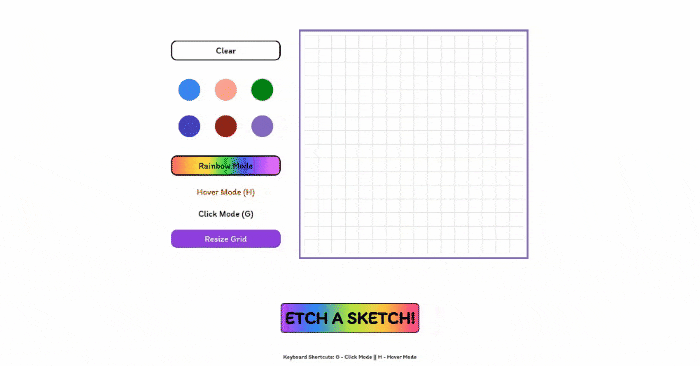 Clear
Rainbow Mode
Hover Mode (H)
Click Mode (G)
Resize Grid
ETCH A SKETCH!
Keyboard Shortcuts: G - Click Mode || H - Hover Mode